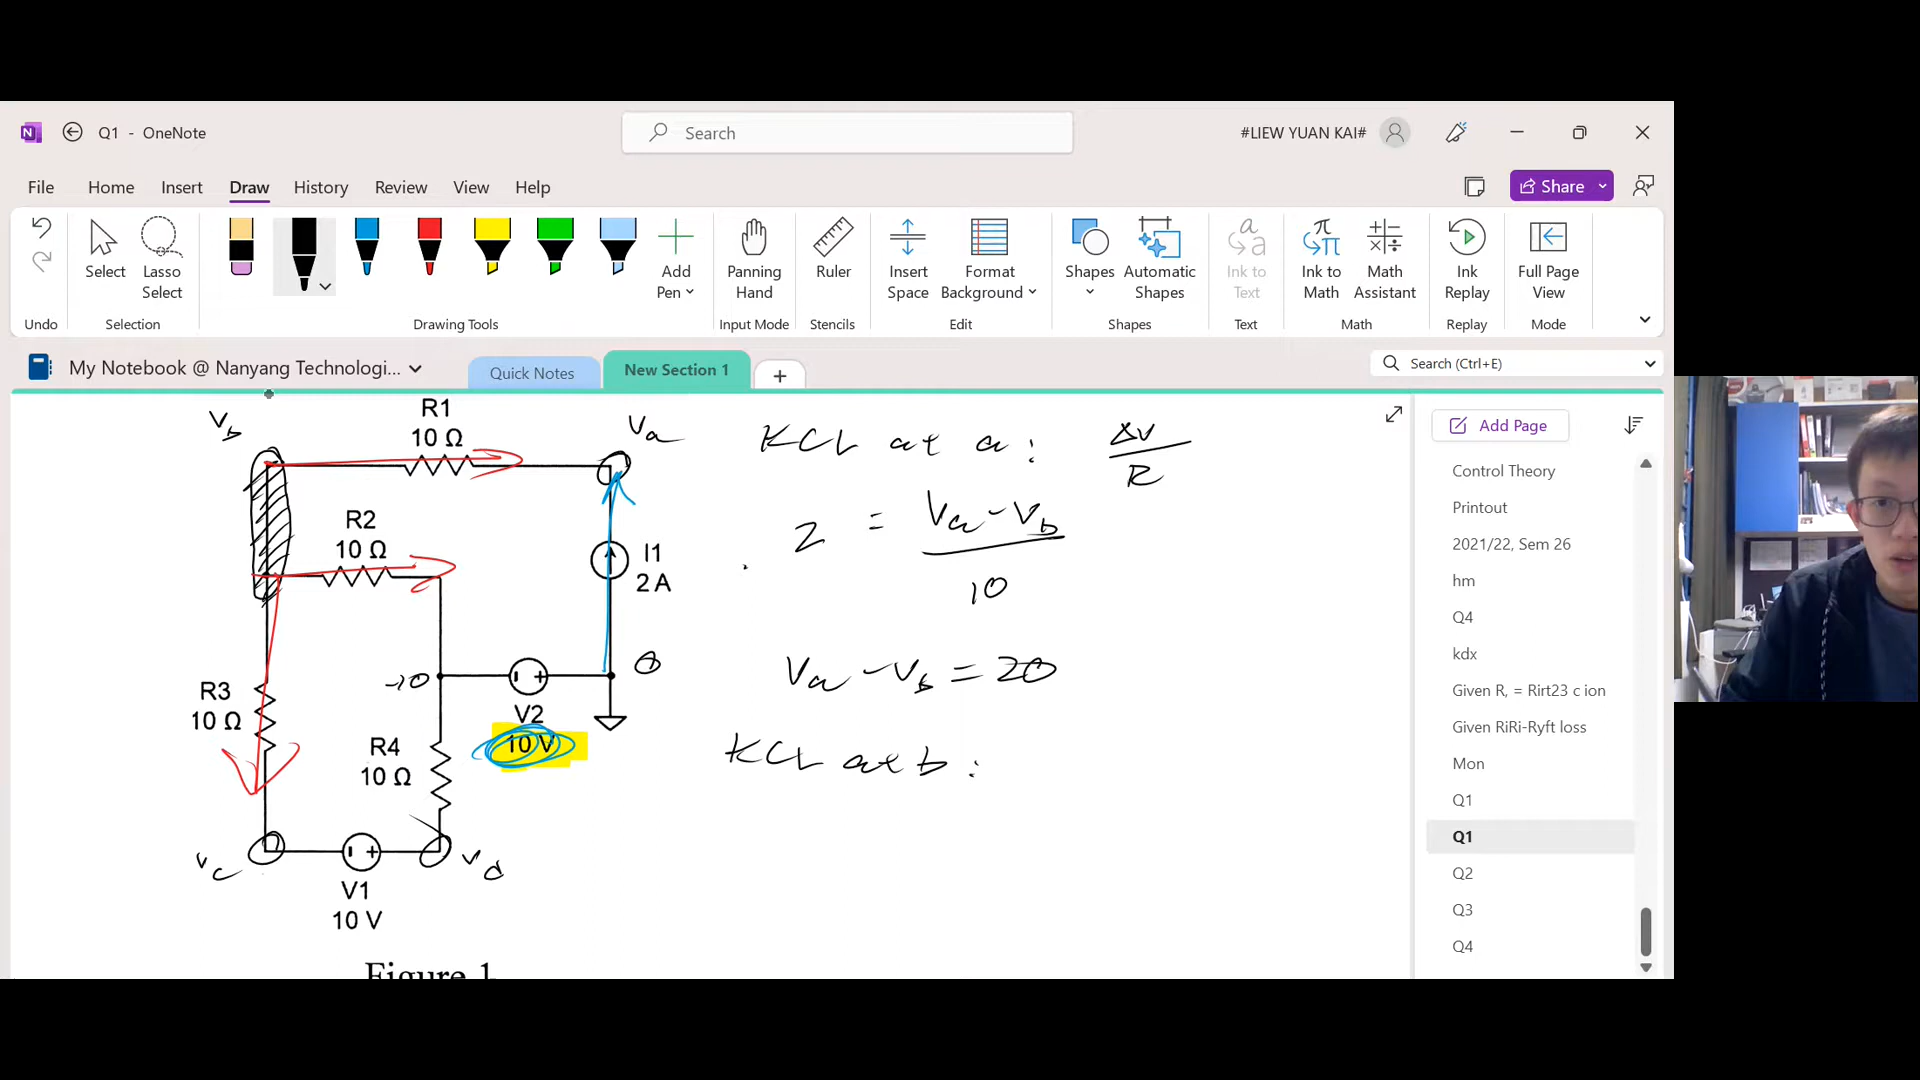 Q1 - OneNote
Search
#LIEW YUAN KAI#
File Home Insert Draw History Review View Help
Share
Select
Lasso Select
Add Pen
Panning Hand
Ruler
Insert Space
Format Background
Shapes
Automatic Shapes
Ink to Text
Ink to Math
Math Assistant
Ink Replay
Full Page View
Undo Selection Drawing Tools Input Mode Stencils Edit Shapes Text Math Replay Mode
My Notebook @ Nanyang Technologi...
Quick Notes
New Section 1
+
Search (Ctrl+E)
Add Page
Control Theory
Printout
2021/22, Sem 26
hm
Q4
kdx
Given R, = Rirt23 c ion
Given RiRi-Ryft loss
Mon
Q1
Q1
Q2
Q3
Q4
Vb
R1
10 Ω
Va
R2
10 Ω
I1
2 A
-10
0
V2
10 V
R3
10 Ω
R4
10 Ω
Vc
Vd
V1
10 V
Figure 1
KCL at a: ΔV/R
2 = (Va - Vb)/10
Va - Vb = 20
KCL at b: